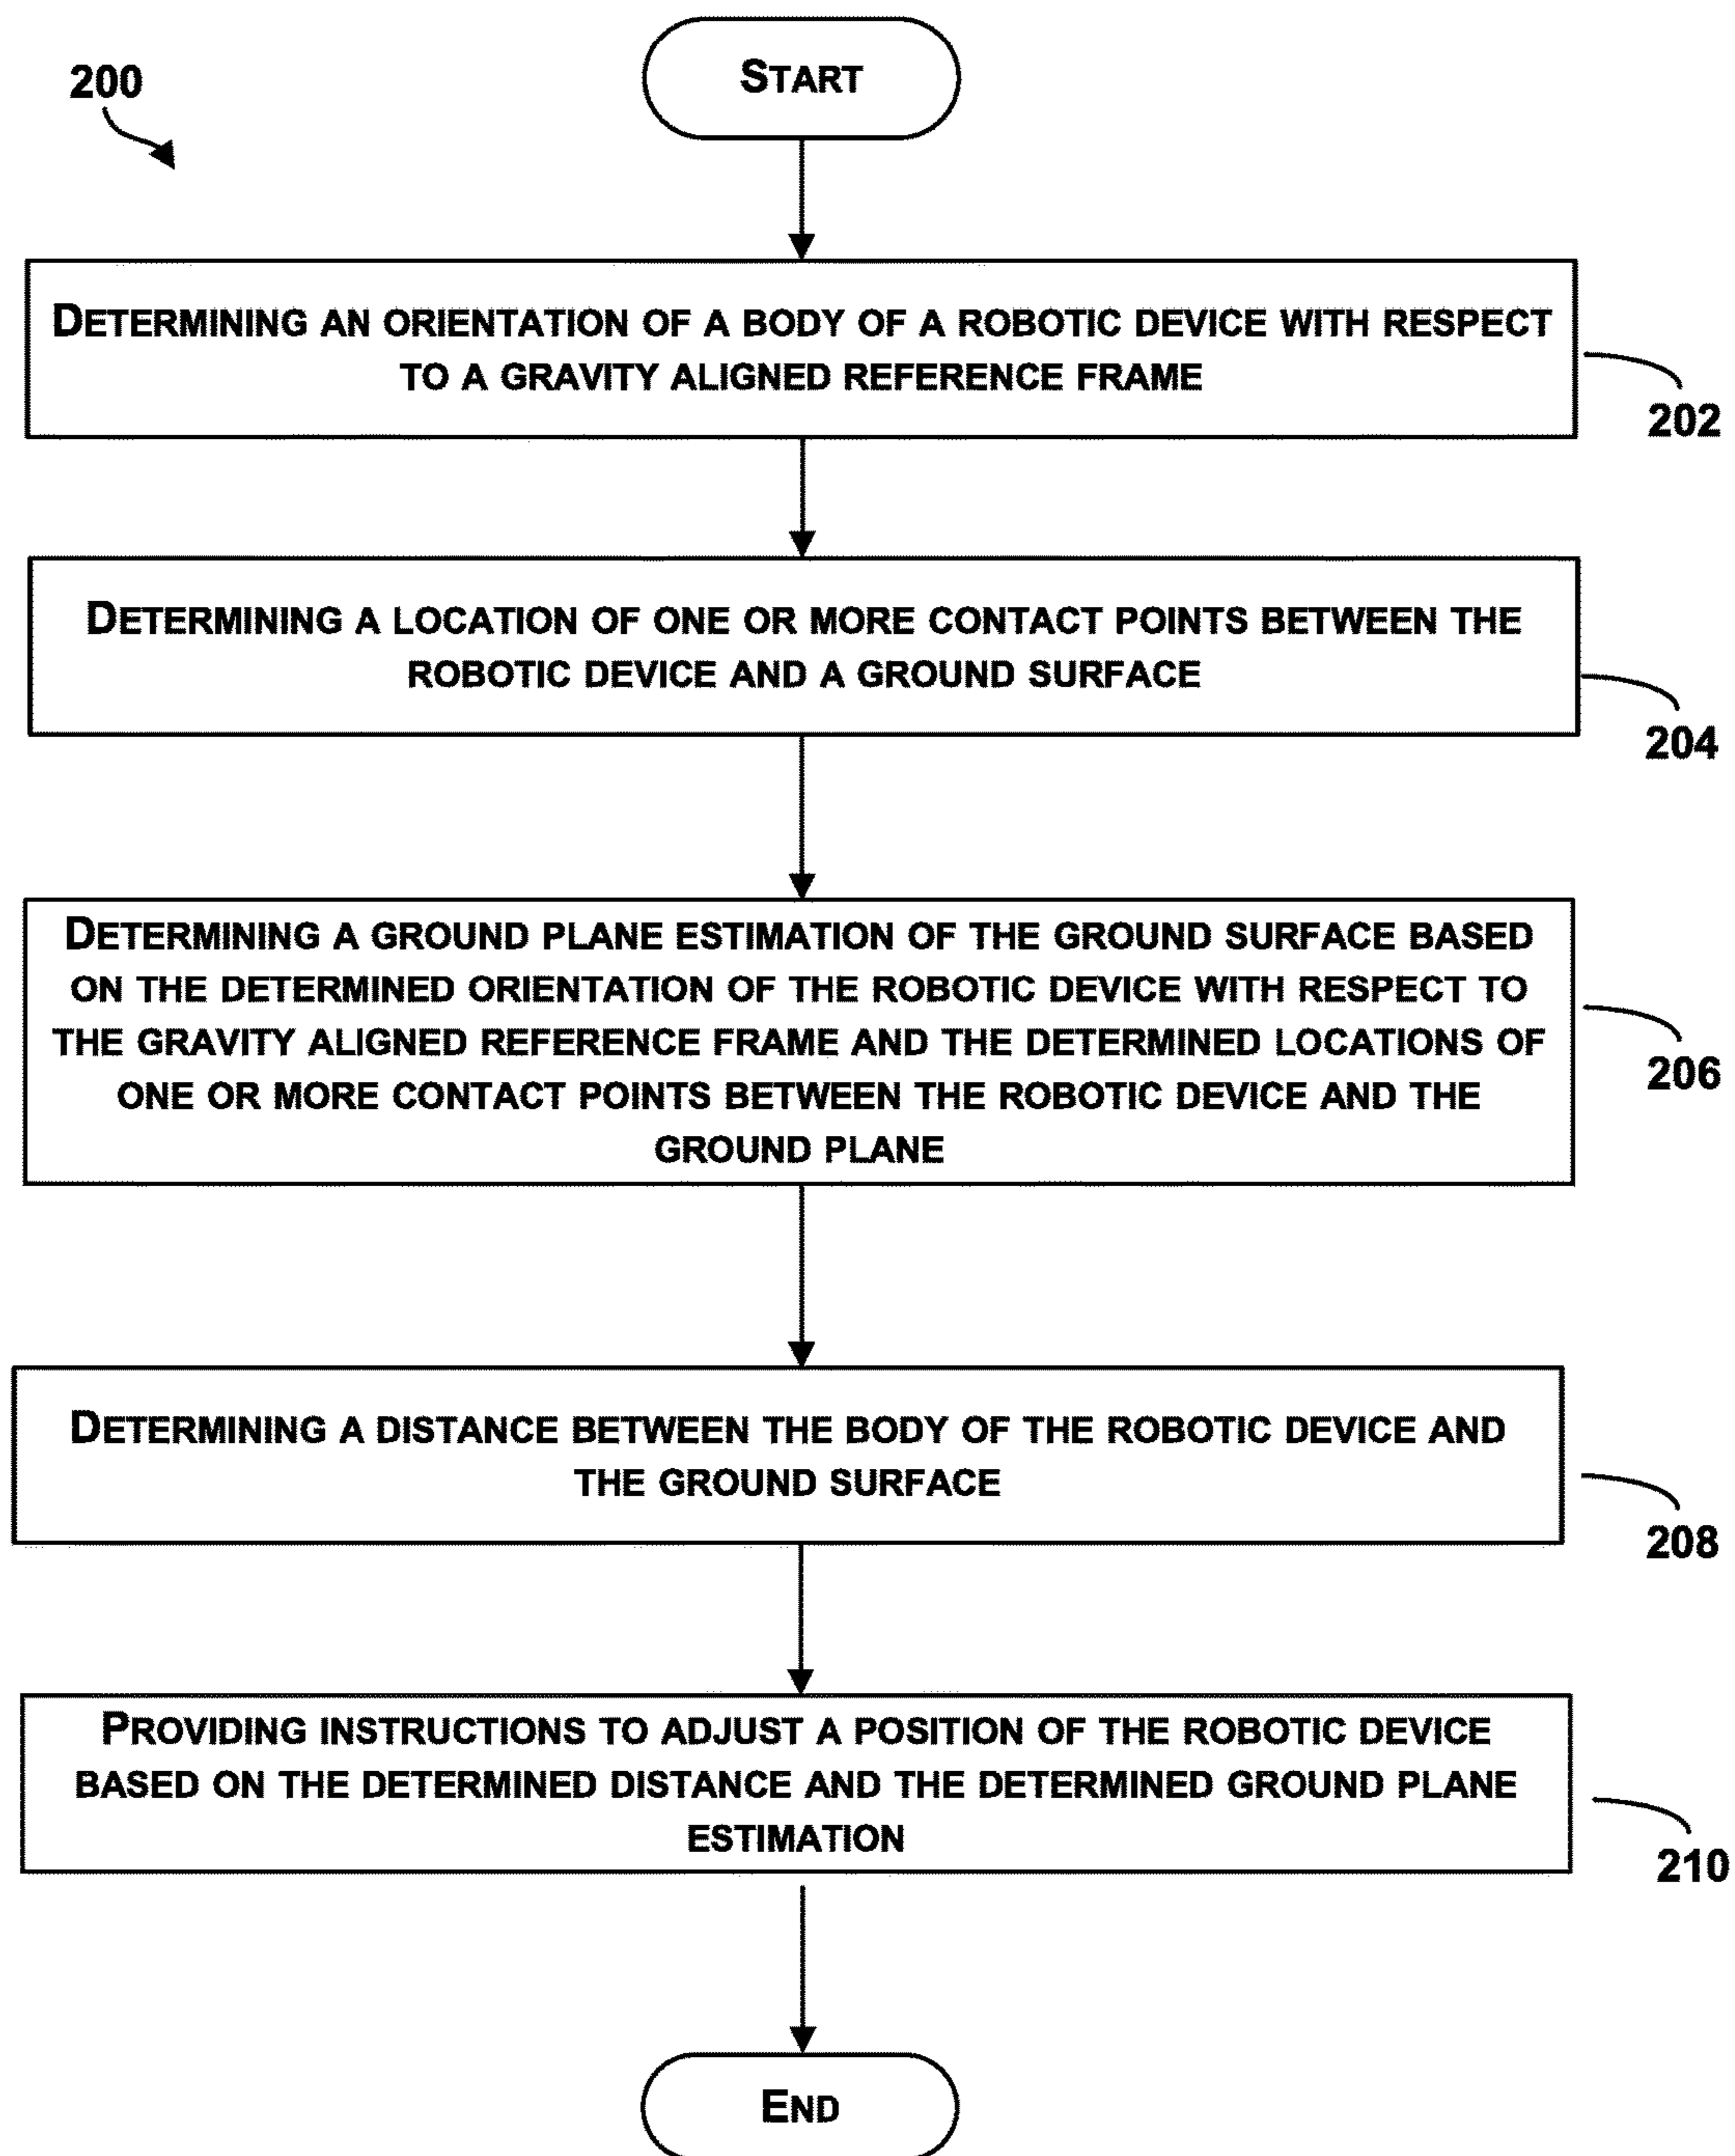 200
START
DETERMINING AN ORIENTATION OF A BODY OF A ROBOTIC DEVICE WITH RESPECT
TO A GRAVITY ALIGNED REFERENCE FRAME
202
DETERMINING A LOCATION OF ONE OR MORE CONTACT POINTS BETWEEN THE
ROBOTIC DEVICE AND A GROUND SURFACE
204
DETERMINING A GROUND PLANE ESTIMATION OF THE GROUND SURFACE BASED
ON THE DETERMINED ORIENTATION OF THE ROBOTIC DEVICE WITH RESPECT TO
THE GRAVITY ALIGNED REFERENCE FRAME AND THE DETERMINED LOCATIONS OF
ONE OR MORE CONTACT POINTS BETWEEN THE ROBOTIC DEVICE AND THE
GROUND PLANE
206
DETERMINING A DISTANCE BETWEEN THE BODY OF THE ROBOTIC DEVICE AND
THE GROUND SURFACE
208
PROVIDING INSTRUCTIONS TO ADJUST A POSITION OF THE ROBOTIC DEVICE
BASED ON THE DETERMINED DISTANCE AND THE DETERMINED GROUND PLANE
ESTIMATION
210
END